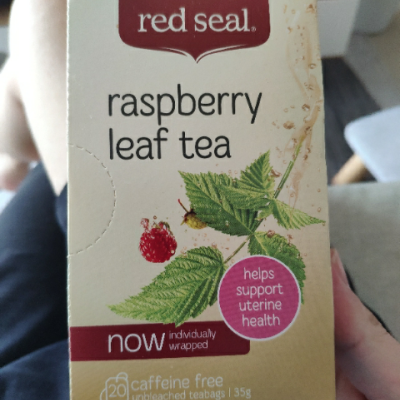 red seal®
raspberry
leaf tea
helps
support
uterine
health
now individually
wrapped
20 caffeine free
unbleached teabags | 35g